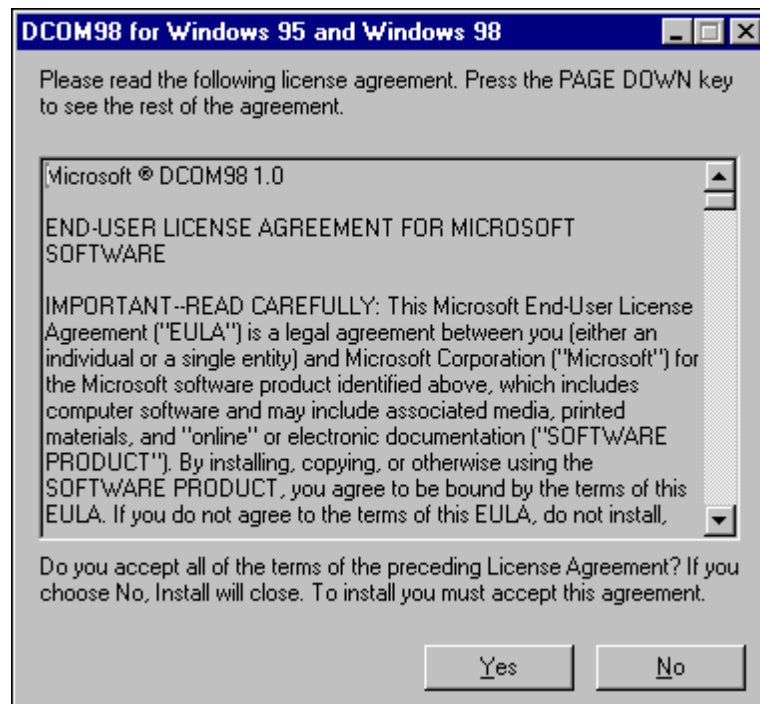 DCOM98 for Windows 95 and Windows 98
Please read the following license agreement. Press the PAGE DOWN key
to see the rest of the agreement.
Microsoft ® DCOM98 1.0
END-USER LICENSE AGREEMENT FOR MICROSOFT
SOFTWARE
IMPORTANT--READ CAREFULLY: This Microsoft End-User License
Agreement ("EULA") is a legal agreement between you (either an
individual or a single entity) and Microsoft Corporation ("Microsoft") for
the Microsoft software product identified above, which includes
computer software and may include associated media, printed
materials, and "online" or electronic documentation ("SOFTWARE
PRODUCT"). By installing, copying, or otherwise using the
SOFTWARE PRODUCT, you agree to be bound by the terms of this
EULA. If you do not agree to the terms of this EULA, do not install,
Do you accept all of the terms of the preceding License Agreement? If you
choose No, Install will close. To install you must accept this agreement.
Yes No